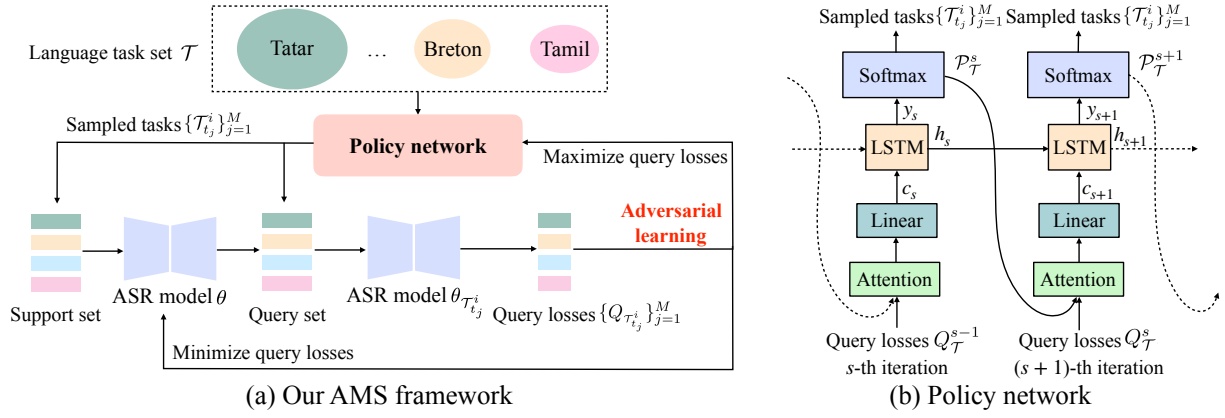 Language task set 𝒯
Tatar
...
Breton
Tamil
Sampled tasks {𝒯^i_{t_j}}^M_{j=1}
Policy network
Maximize query losses
Adversarial
learning
Support set
ASR model θ
Query set
ASR model θ_{𝒯^i_{t_j}}
Query losses {Q_{𝒯^i_{t_j}}}^M_{j=1}
Minimize query losses
(a) Our AMS framework
Sampled tasks {𝒯^i_{t_j}}^M_{j=1}
Sampled tasks {𝒯^i_{t_j}}^M_{j=1}
Softmax
𝒫^s_𝒯
Softmax
𝒫^{s+1}_𝒯
y_s
y_{s+1}
LSTM
h_s
LSTM
h_{s+1}
c_s
c_{s+1}
Linear
Linear
Attention
Attention
Query losses Q^{s-1}_𝒯
Query losses Q^s_𝒯
s-th iteration
(s + 1)-th iteration
(b) Policy network